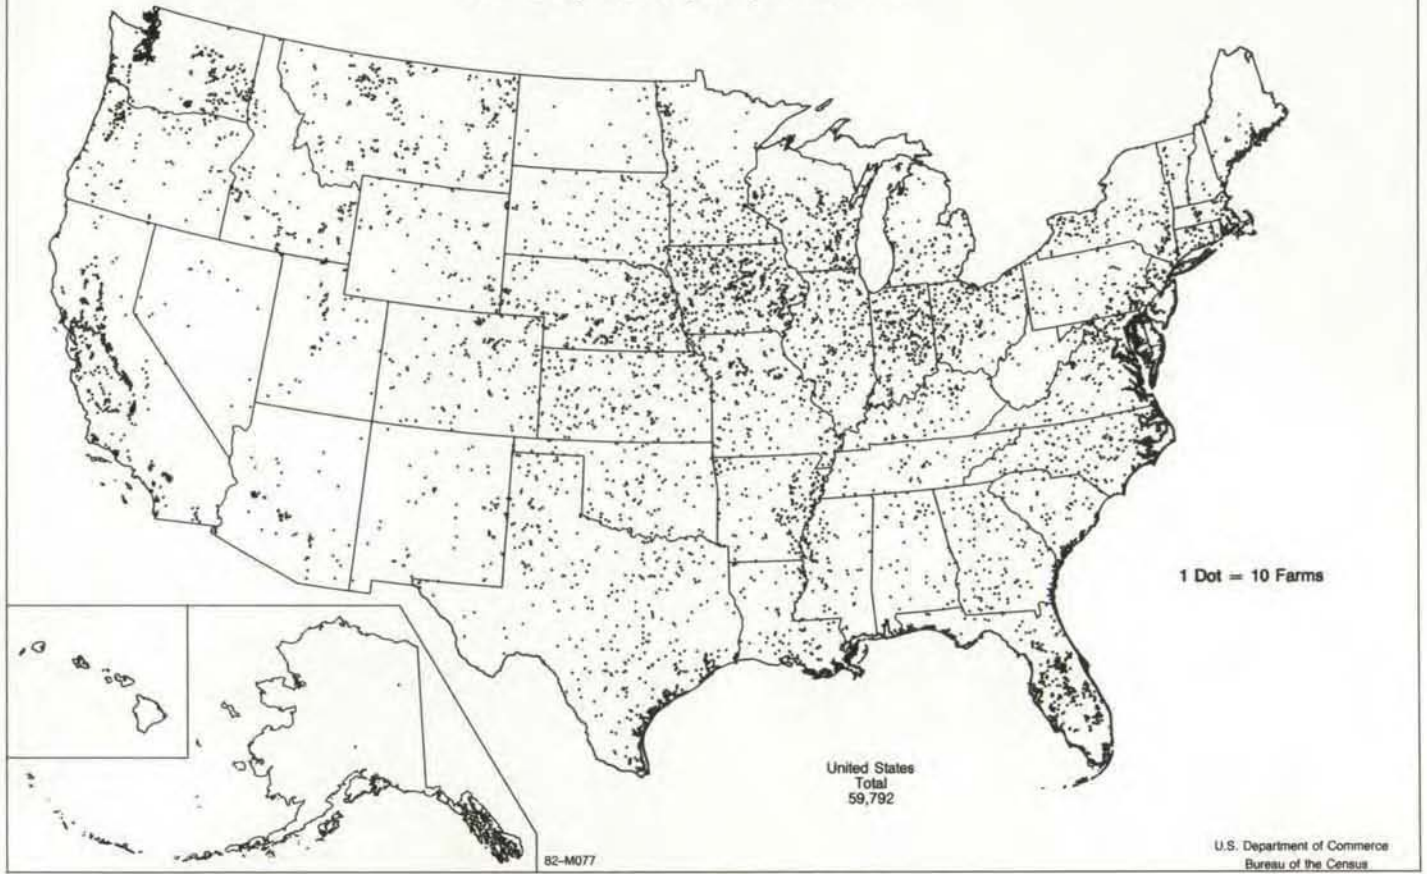 1 Dot = 10 Farms
United States
Total
59,792
82-M077
U.S. Department of Commerce
Bureau of the Census